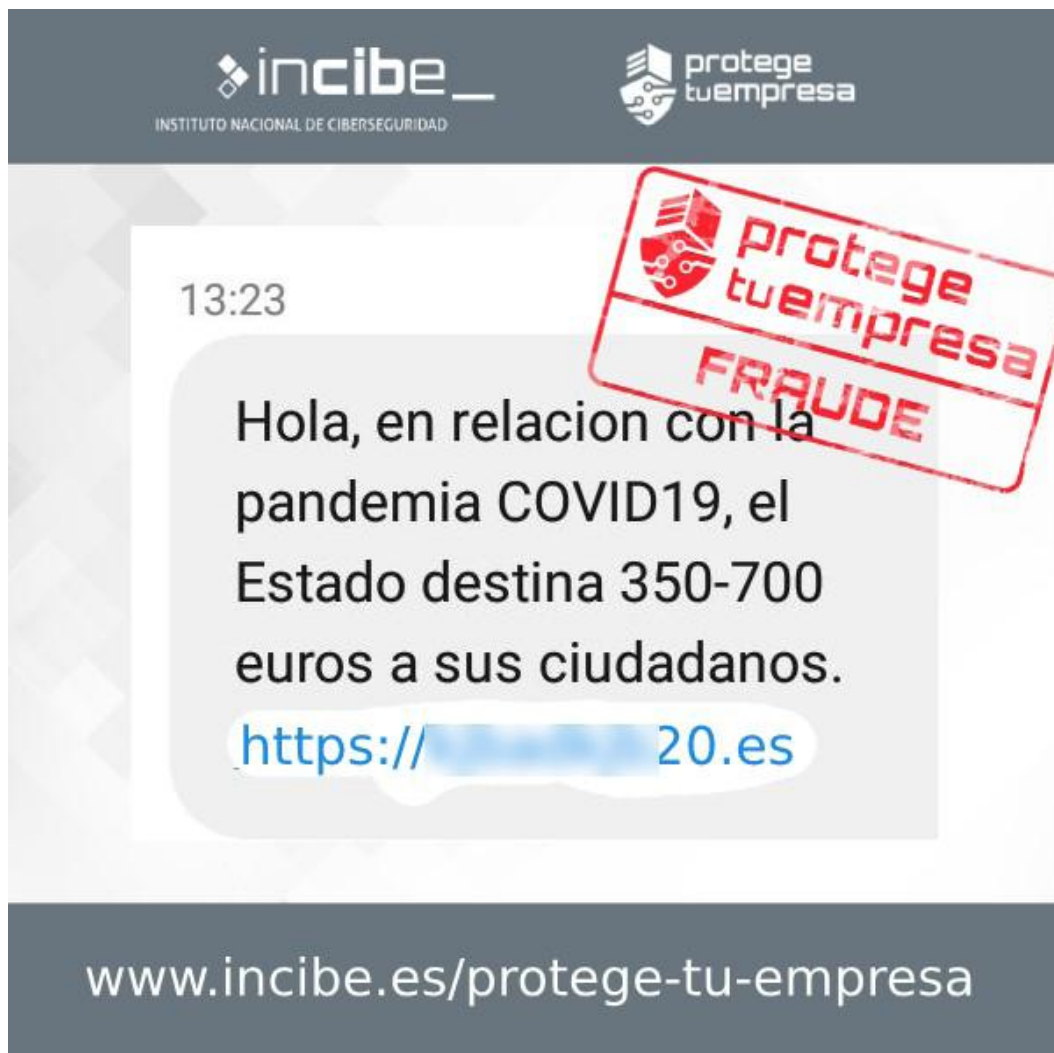 incibe_
INSTITUTO NACIONAL DE CIBERSEGURIDAD
protege
tuempresa
protege
tuempresa
FRAUDE
13:23
Hola, en relacion con la
pandemia COVID19, el
Estado destina 350-700
euros a sus ciudadanos.
https:// 20.es
www.incibe.es/protege-tu-empresa